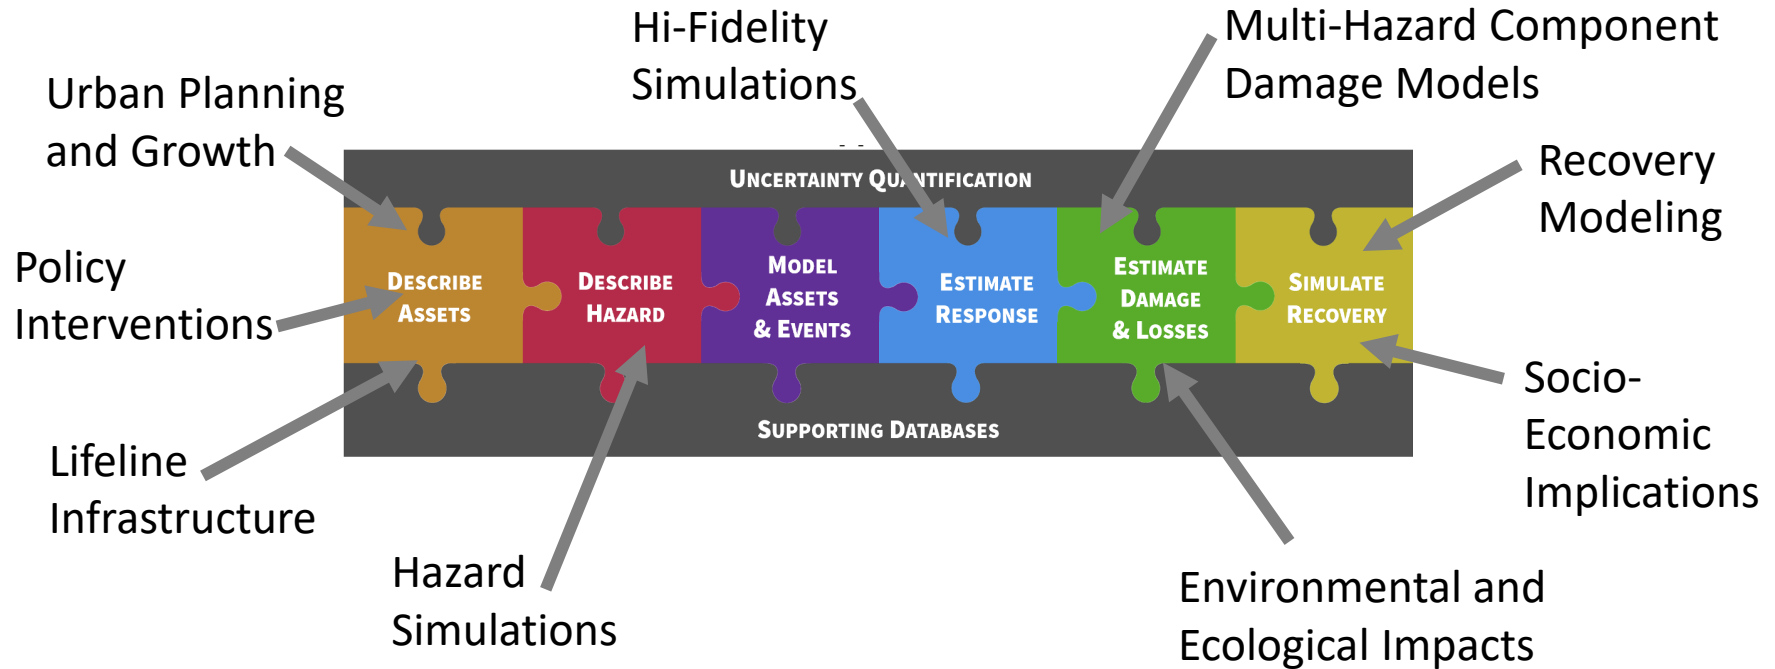 Hi-Fidelity
Simulations
Multi-Hazard Component
Damage Models
Urban Planning
and Growth
Recovery
Modeling
UNCERTAINTY QUANTIFICATION
Policy
Interventions
DESCRIBE
ASSETS
DESCRIBE
HAZARD
MODEL
ASSETS
& EVENTS
ESTIMATE
RESPONSE
ESTIMATE
DAMAGE
& LOSSES
SIMULATE
RECOVERY
Socio-
Economic
Implications
SUPPORTING DATABASES
Lifeline
Infrastructure
Hazard
Simulations
Environmental and
Ecological Impacts